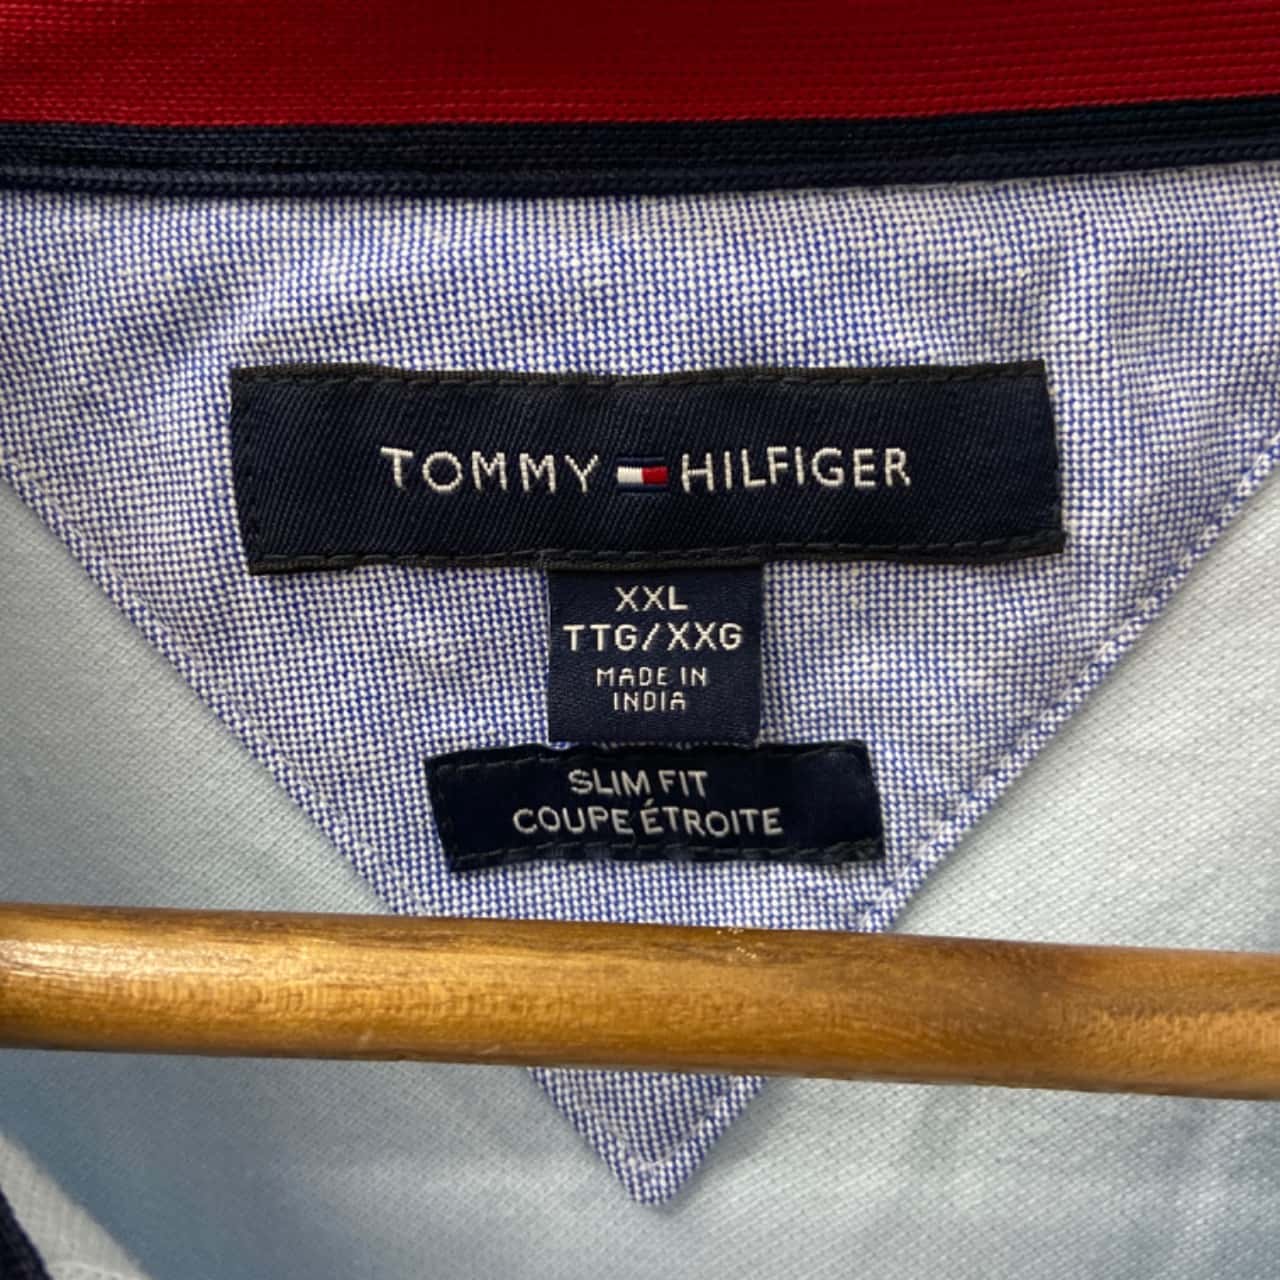 TOMMY HILFIGER
XXL
TTG/XXG
MADE IN
INDIA
SLIM FIT
COUPE ÉTROITE